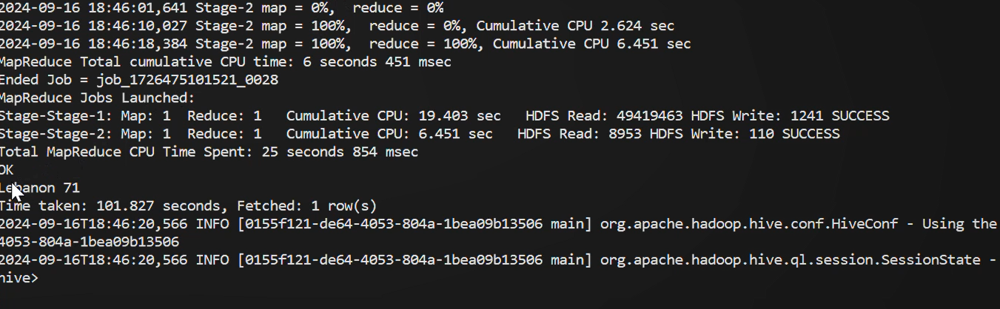 2024-09-16 18:46:01,641 Stage-2 map = 0%,  reduce = 0%
2024-09-16 18:46:10,027 Stage-2 map = 100%,  reduce = 0%, Cumulative CPU 2.624 sec
2024-09-16 18:46:18,384 Stage-2 map = 100%,  reduce = 100%, Cumulative CPU 6.451 sec
MapReduce Total cumulative CPU time: 6 seconds 451 msec
Ended Job = job_1726475101521_0028
MapReduce Jobs Launched:
Stage-Stage-1: Map: 1  Reduce: 1   Cumulative CPU: 19.403 sec   HDFS Read: 49419463 HDFS Write: 1241 SUCCESS
Stage-Stage-2: Map: 1  Reduce: 1   Cumulative CPU: 6.451 sec   HDFS Read: 8953 HDFS Write: 110 SUCCESS
Total MapReduce CPU Time Spent: 25 seconds 854 msec
OK
Lebanon 71
Time taken: 101.827 seconds, Fetched: 1 row(s)
2024-09-16T18:46:20,566 INFO [0155f121-de64-4053-804a-1bea09b13506 main] org.apache.hadoop.hive.conf.HiveConf - Using the
4053-804a-1bea09b13506
2024-09-16T18:46:20,566 INFO [0155f121-de64-4053-804a-1bea09b13506 main] org.apache.hadoop.hive.ql.session.SessionState -
hive>